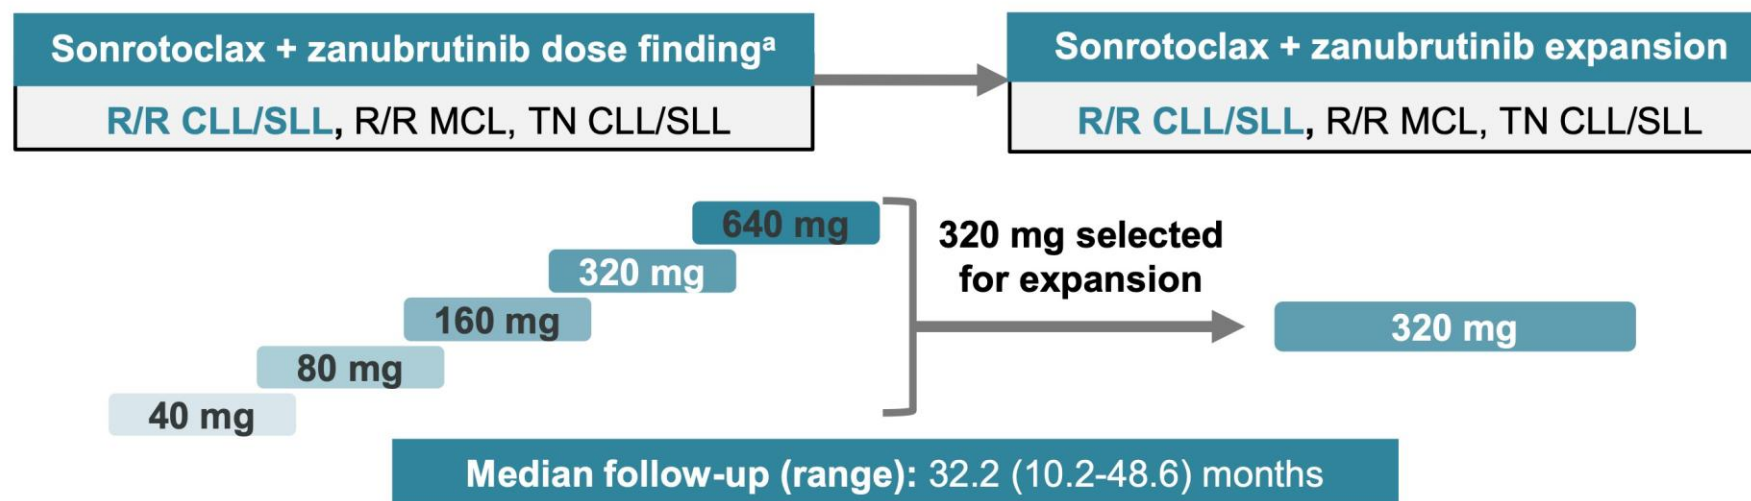 Sonrotoclax + zanubrutinib dose findingᵃ
R/R CLL/SLL, R/R MCL, TN CLL/SLL
Sonrotoclax + zanubrutinib expansion
R/R CLL/SLL, R/R MCL, TN CLL/SLL
640 mg
320 mg
160 mg
80 mg
40 mg
320 mg selected
for expansion
320 mg
Median follow-up (range): 32.2 (10.2-48.6) months